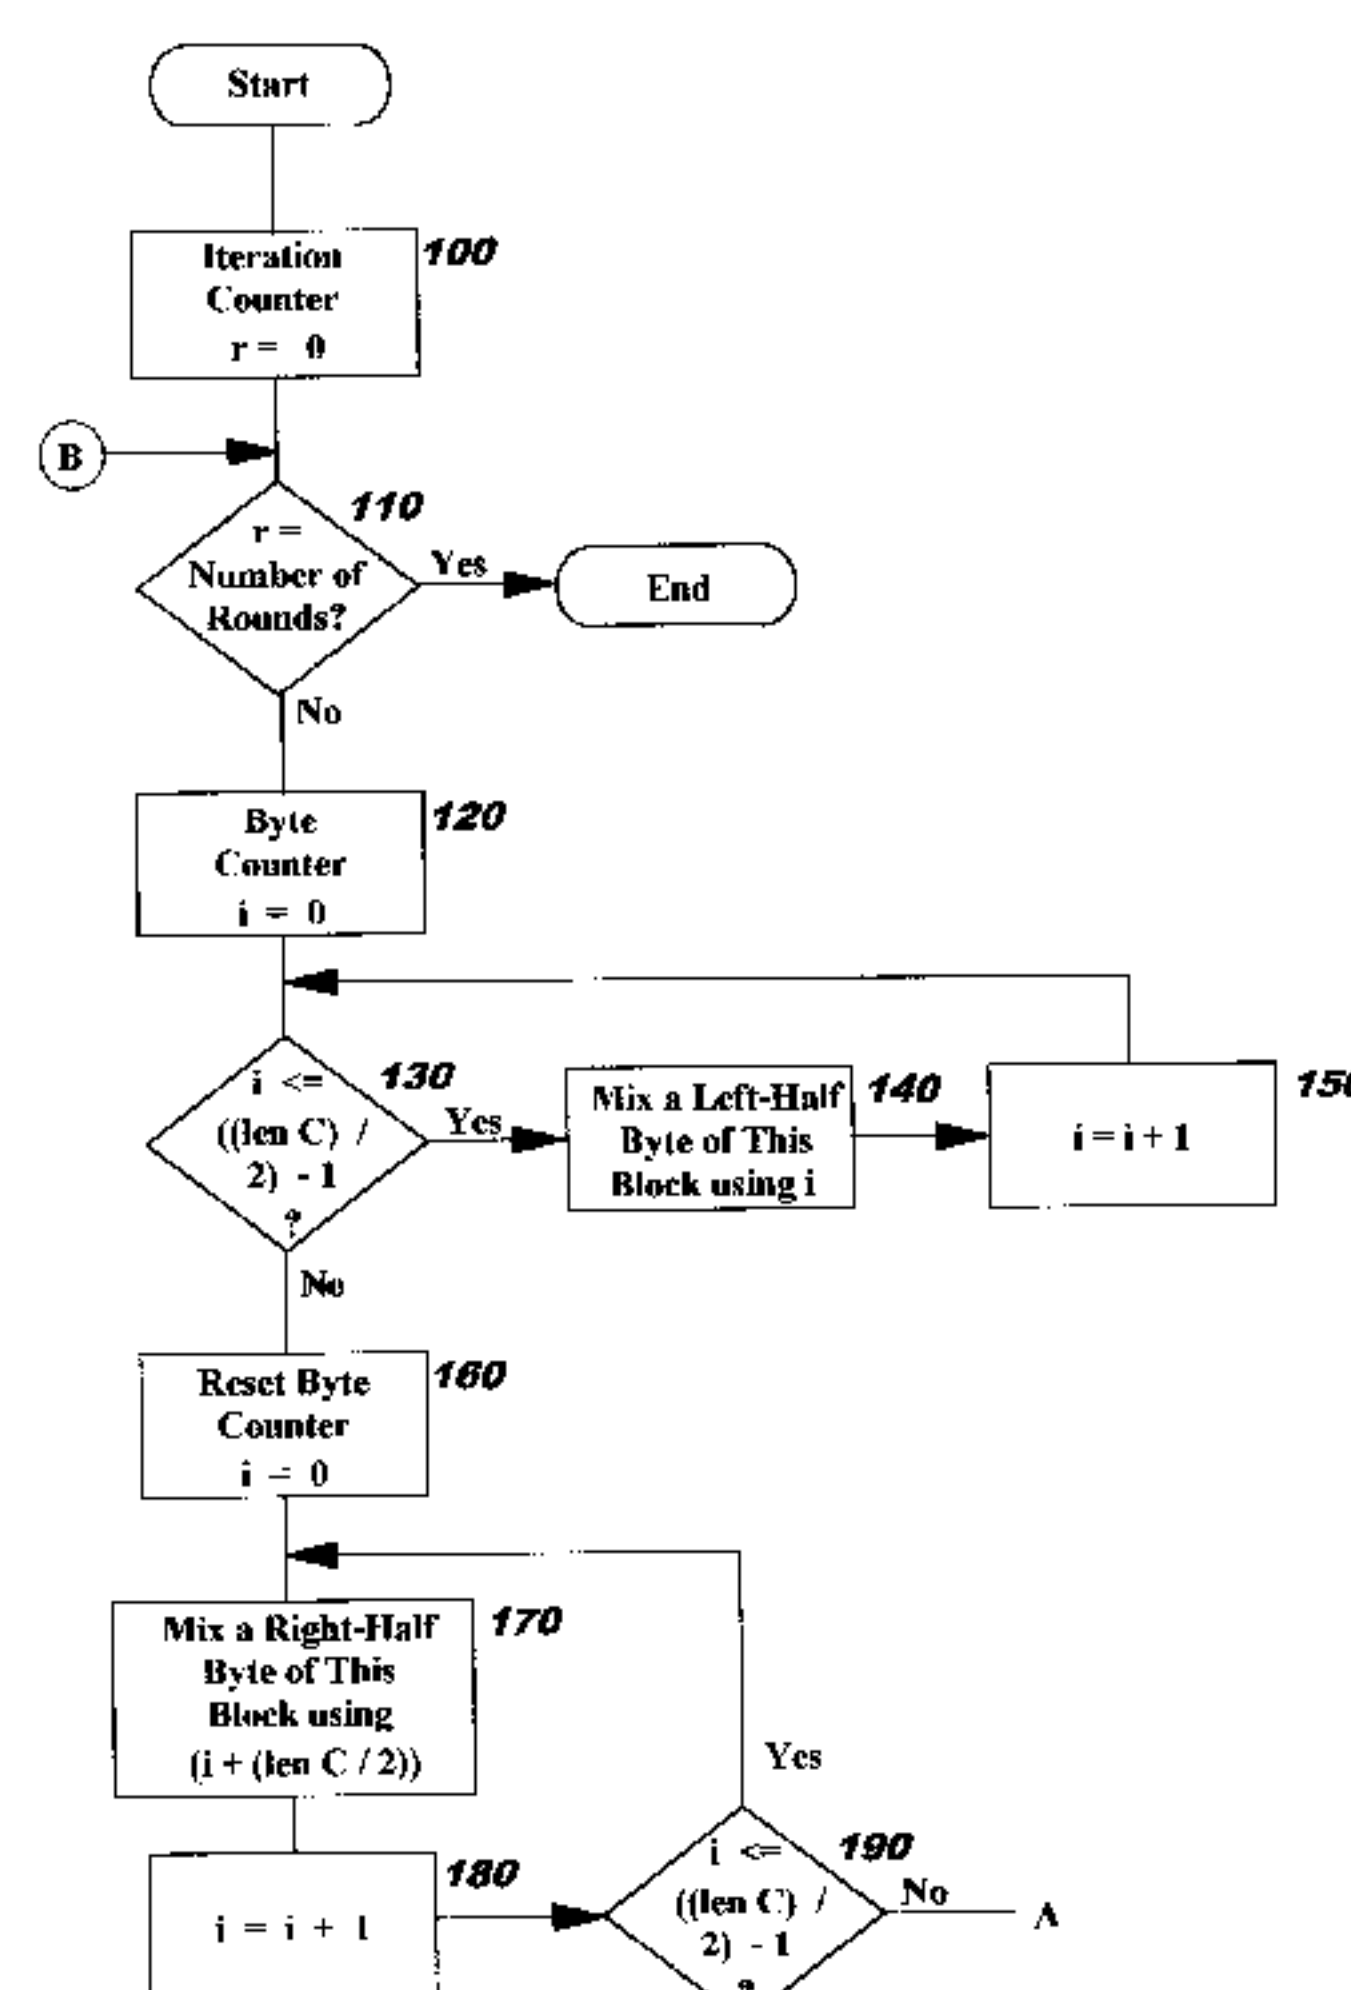 Start
Iteration
Counter
r = 0
100
B
110
r =
Number of
Rounds?
Yes
End
No
Byte
Counter
i = 0
120
i <=
((len C) /
2) - 1
?
130
Yes
Mix a Left-Half
Byte of This
Block using i
140
i = i + 1
150
No
Reset Byte
Counter
i = 0
160
Mix a Right-Half
Byte of This
Block using
(i + (len C / 2))
170
Yes
i = i + 1
180
i <=
((len C) /
2) - 1
?
190
No
A